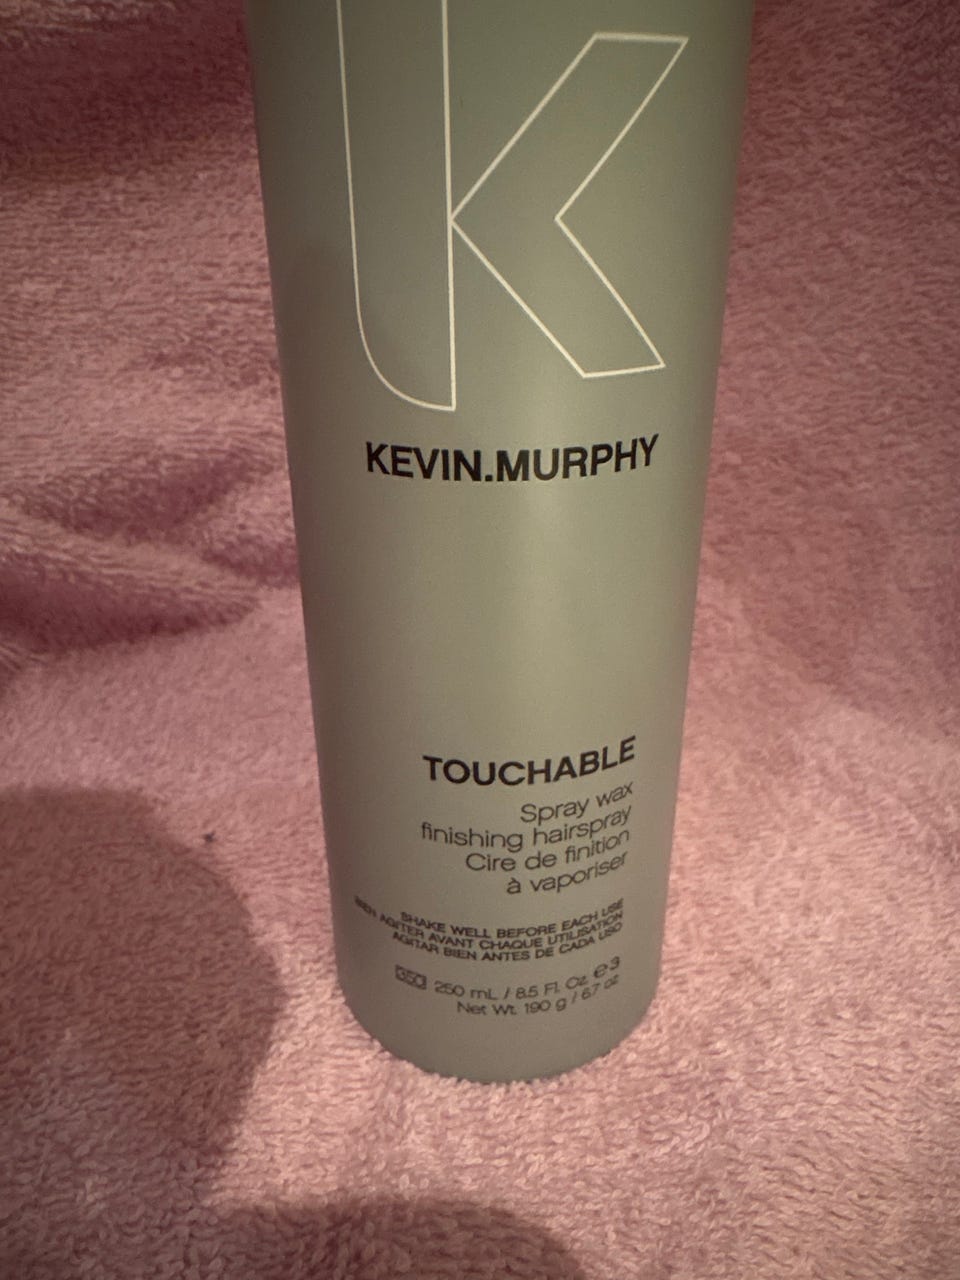 K
KEVIN.MURPHY
TOUCHABLE
Spray wax
finishing hairspray
Cire de finition
à vaporiser
SHAKE WELL BEFORE EACH USE
BIEN AGITER AVANT CHAQUE UTILISATION
AGITAR BIEN ANTES DE CADA USO
350 250 mL / 8.5 Fl. Oz. ℮ 3
Net Wt. 190 g / 6.7 oz